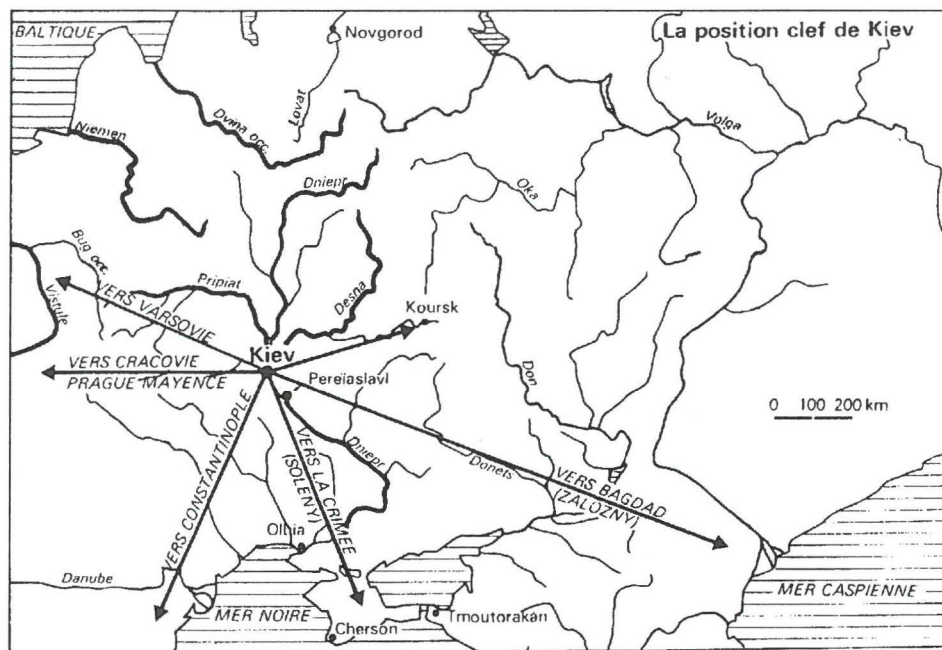 BALTIQUE
Novgorod
La position clef de Kiev
Lovat
Dvina occ.
Volga
Niemen
Dniepr
Oka
Bug occ.
Pripiat
Desna
Koursk
Vistule
VERS VARSOVIE
Kiev
VERS CRACOVIE
PRAGUE MAYENCE
Pereïaslavl
Don
0 100 200 km
VERS CONSTANTINOPLE
VERS LA CRIMEE
(SOLENY)
Dniepr
Donets
VERS BAGDAD
(ZALOZNY)
Olbia
Danube
MER NOIRE
Cherson
Tmoutorakan
MER CASPIENNE